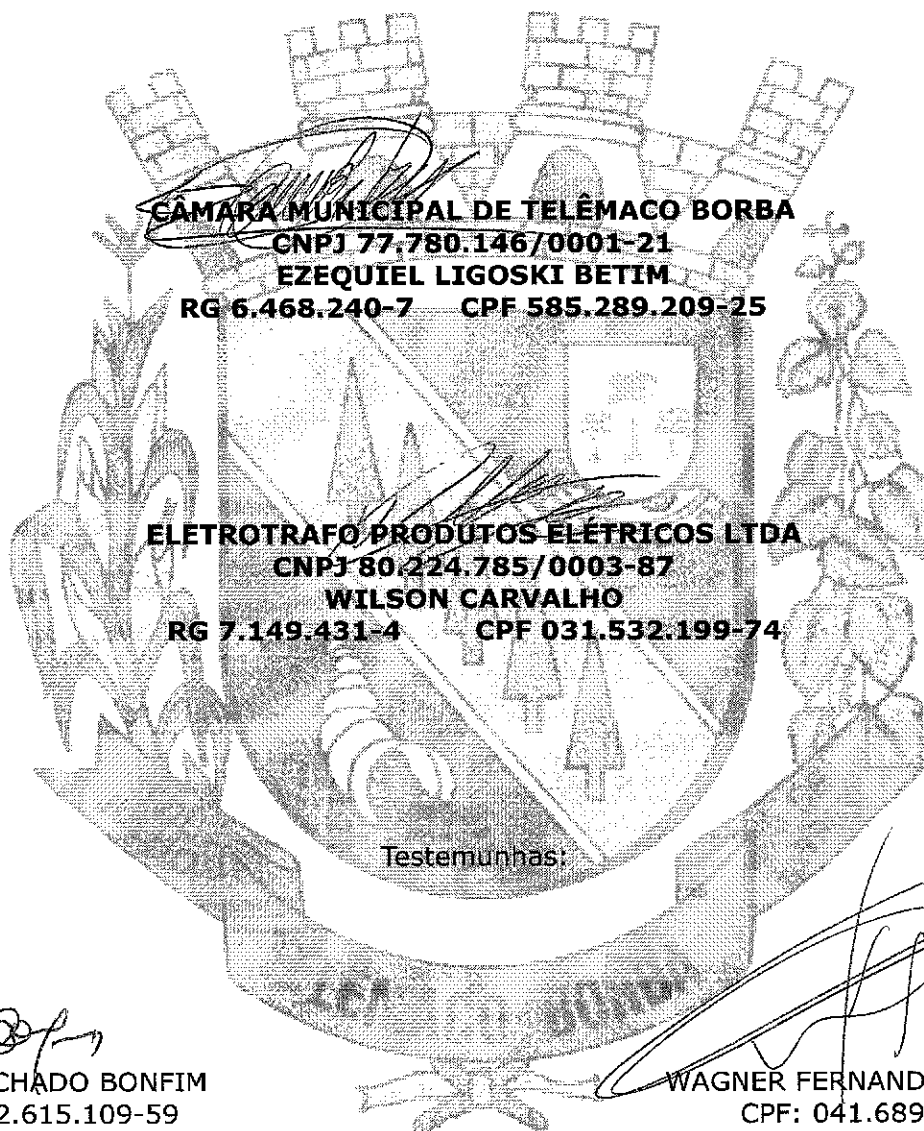 CÂMARA MUNICIPAL DE TELÊMACO BORBA
CNPJ 77.780.146/0001-21
EZEQUIEL LIGOSKI BETIM
RG 6.468.240-7 CPF 585.289.209-25
ELETROTRAFO PRODUTOS ELÉTRICOS LTDA
CNPJ 80.224.785/0003-87
WILSON CARVALHO
RG 7.149.431-4 CPF 031.532.199-74
Testemunhas:
CHADO BONFIM
2.615.109-59
WAGNER FERNAND
CPF: 041.689